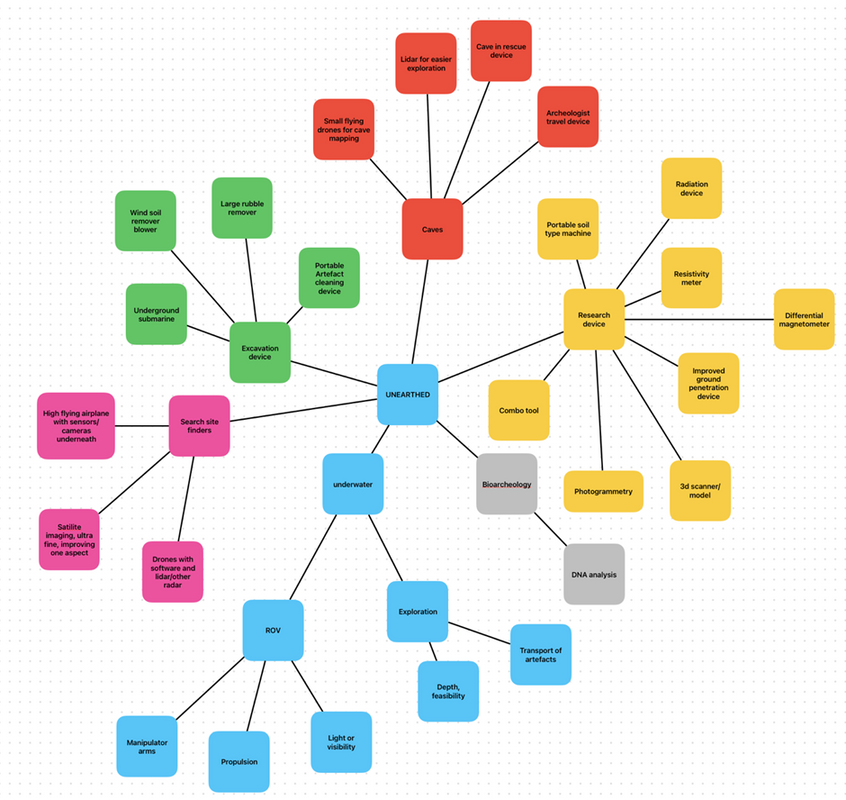 Cave in rescue
device
Lidar for easier
exploration
Small flying
drones for cave
mapping
Archeologist
travel device
Caves
Wind soil
remover
blower
Large rubble
remover
Portable
Artefact
cleaning
device
Underground
submarine
Excavation
device
Radiation
device
Portable soil
type machine
Resistivity
meter
Research
device
Differential
magnetometer
Improved
ground
penetration
device
Combo tool
Photogrammetry
3d scanner/
model
UNEARTHED
High flying airplane
with sensors/
cameras
underneath
Search site
finders
Satilite
imaging, ultra
fine, improving
one aspect
Drones with
software and
lidar/other
radar
underwater
Bioarcheology
DNA analysis
ROV
Exploration
Transport of
artefacts
Depth,
feasibility
Manipulator
arms
Propulsion
Light or
visibility